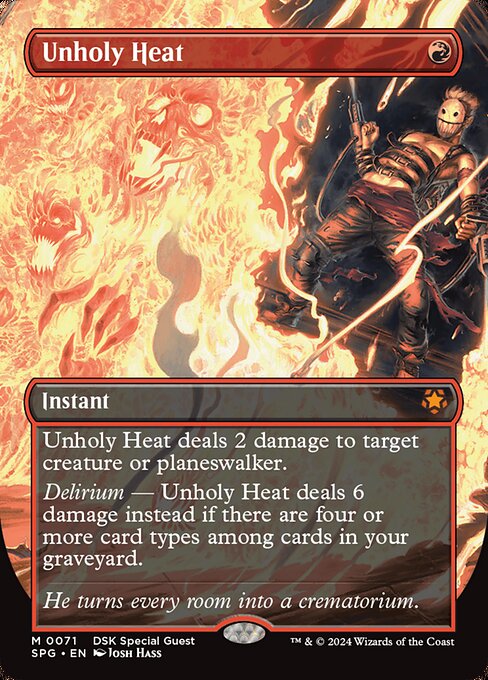 Unholy Heat
Instant
Unholy Heat deals 2 damage to target
creature or planeswalker.
Delirium — Unholy Heat deals 6
damage instead if there are four or
more card types among cards in your
graveyard.
He turns every room into a crematorium.
M 0071 DSK Special Guest
SPG • EN Josh Hass
™ & © 2024 Wizards of the Coast